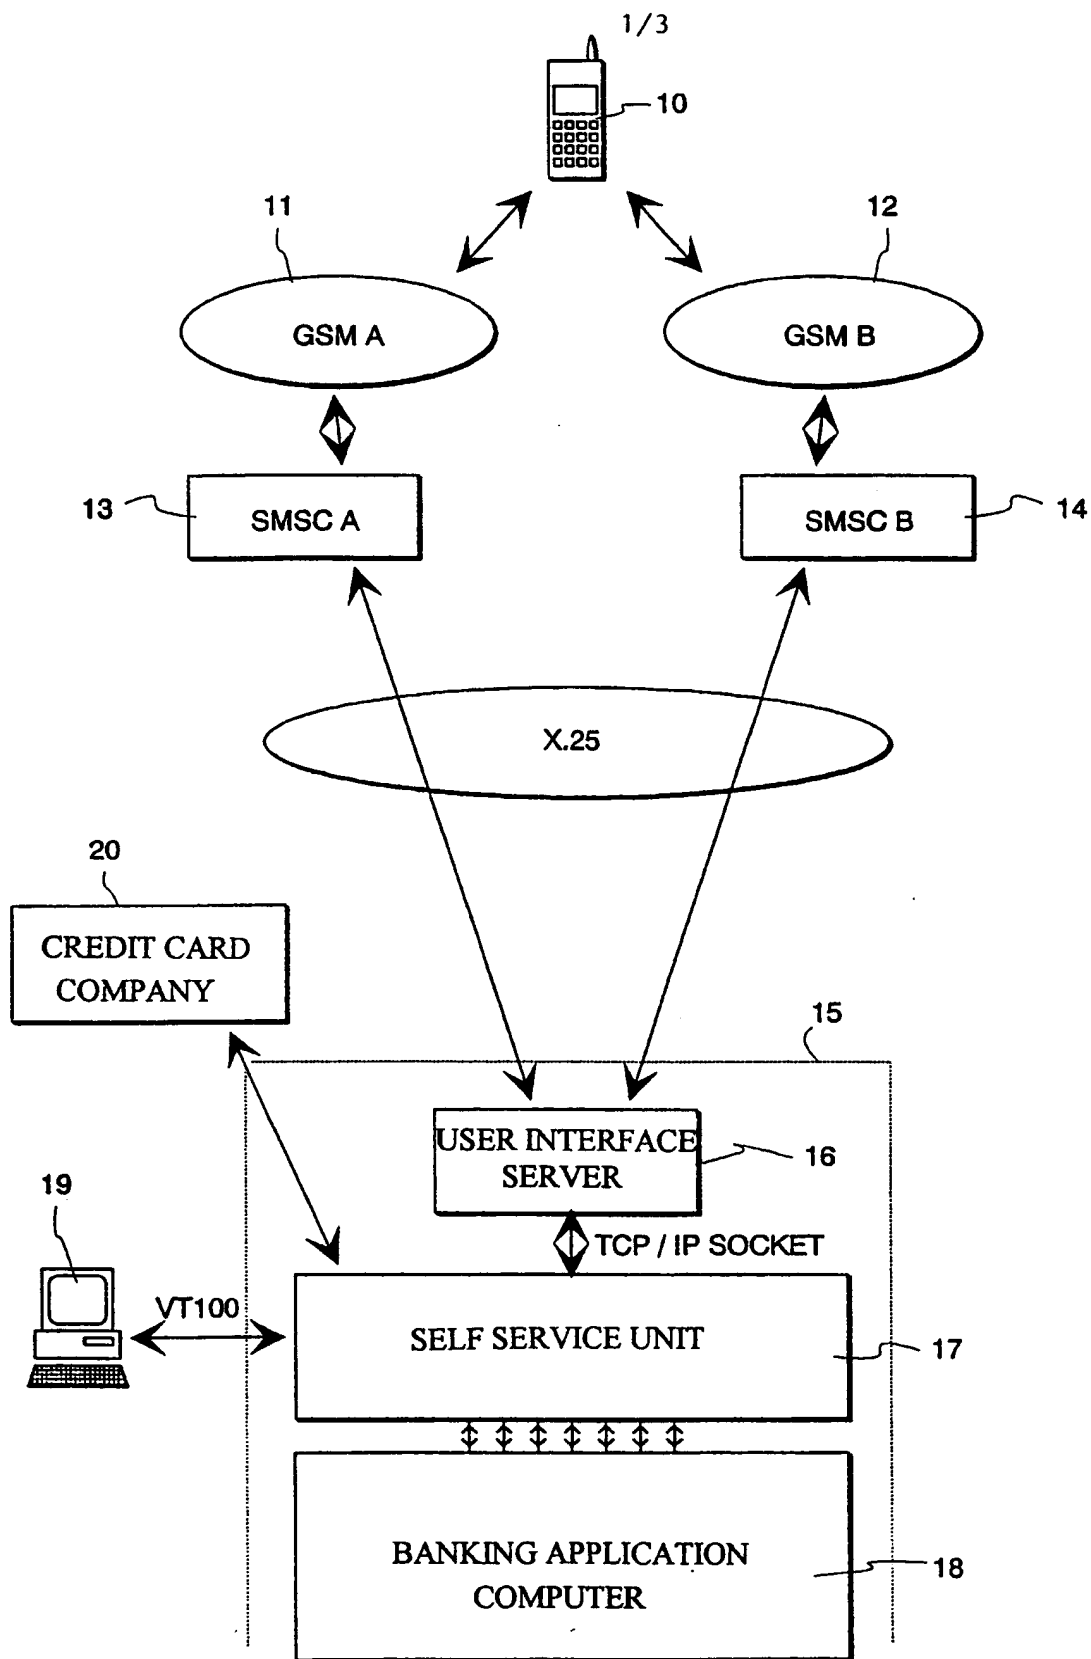 1/3
10
11
12
GSM A
GSM B
13
SMSC A
SMSC B
14
X.25
20
CREDIT CARD
COMPANY
15
USER INTERFACE
SERVER
16
19
TCP / IP SOCKET
VT100
SELF SERVICE UNIT
17
BANKING APPLICATION
COMPUTER
18